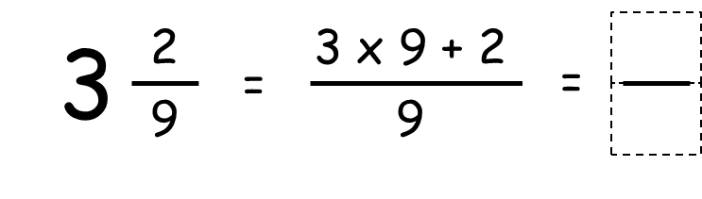 3 2/9 = (3 x 9 + 2)/9 =